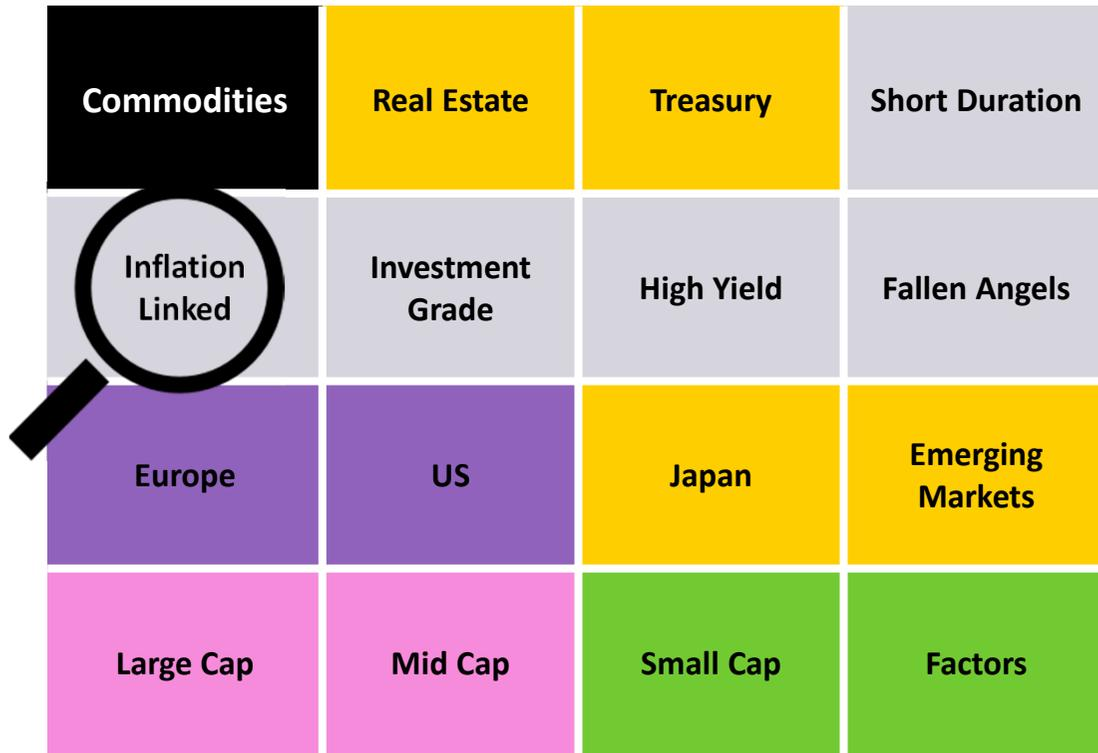 Commodities
Real Estate
Treasury
Short Duration
Inflation
Linked
Investment
Grade
High Yield
Fallen Angels
Europe
US
Japan
Emerging
Markets
Large Cap
Mid Cap
Small Cap
Factors